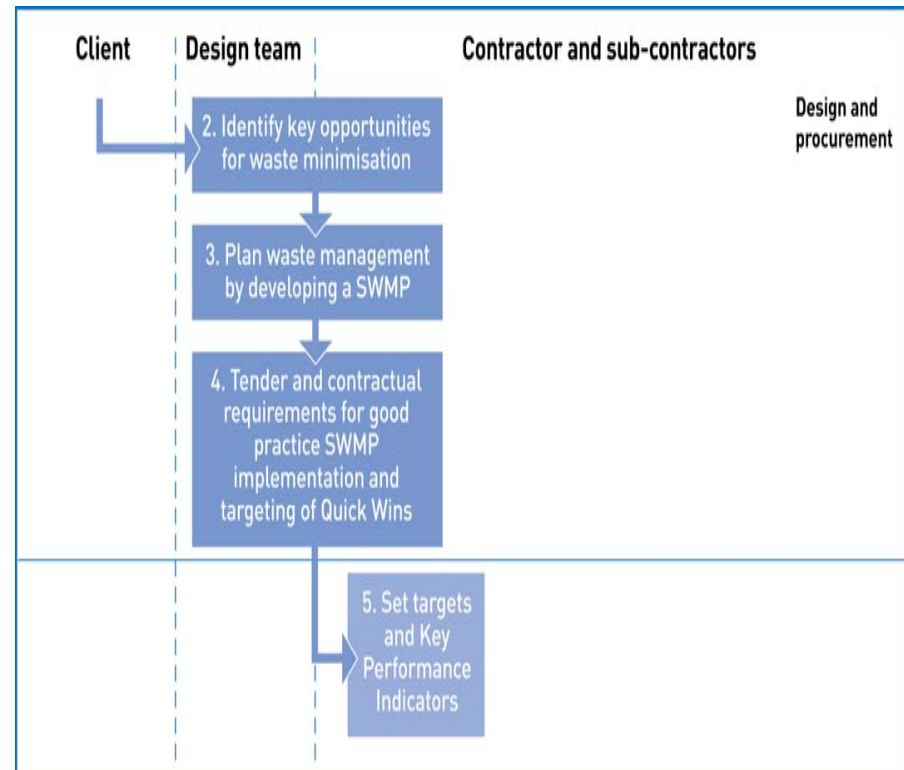 Client
Design team
Contractor and sub-contractors
Design and
procurement
2. Identify key opportunities
for waste minimisation
3. Plan waste management
by developing a SWMP
4. Tender and contractual
requirements for good
practice SWMP
implementation and
targeting of Quick Wins
5. Set targets
and Key
Performance
Indicators